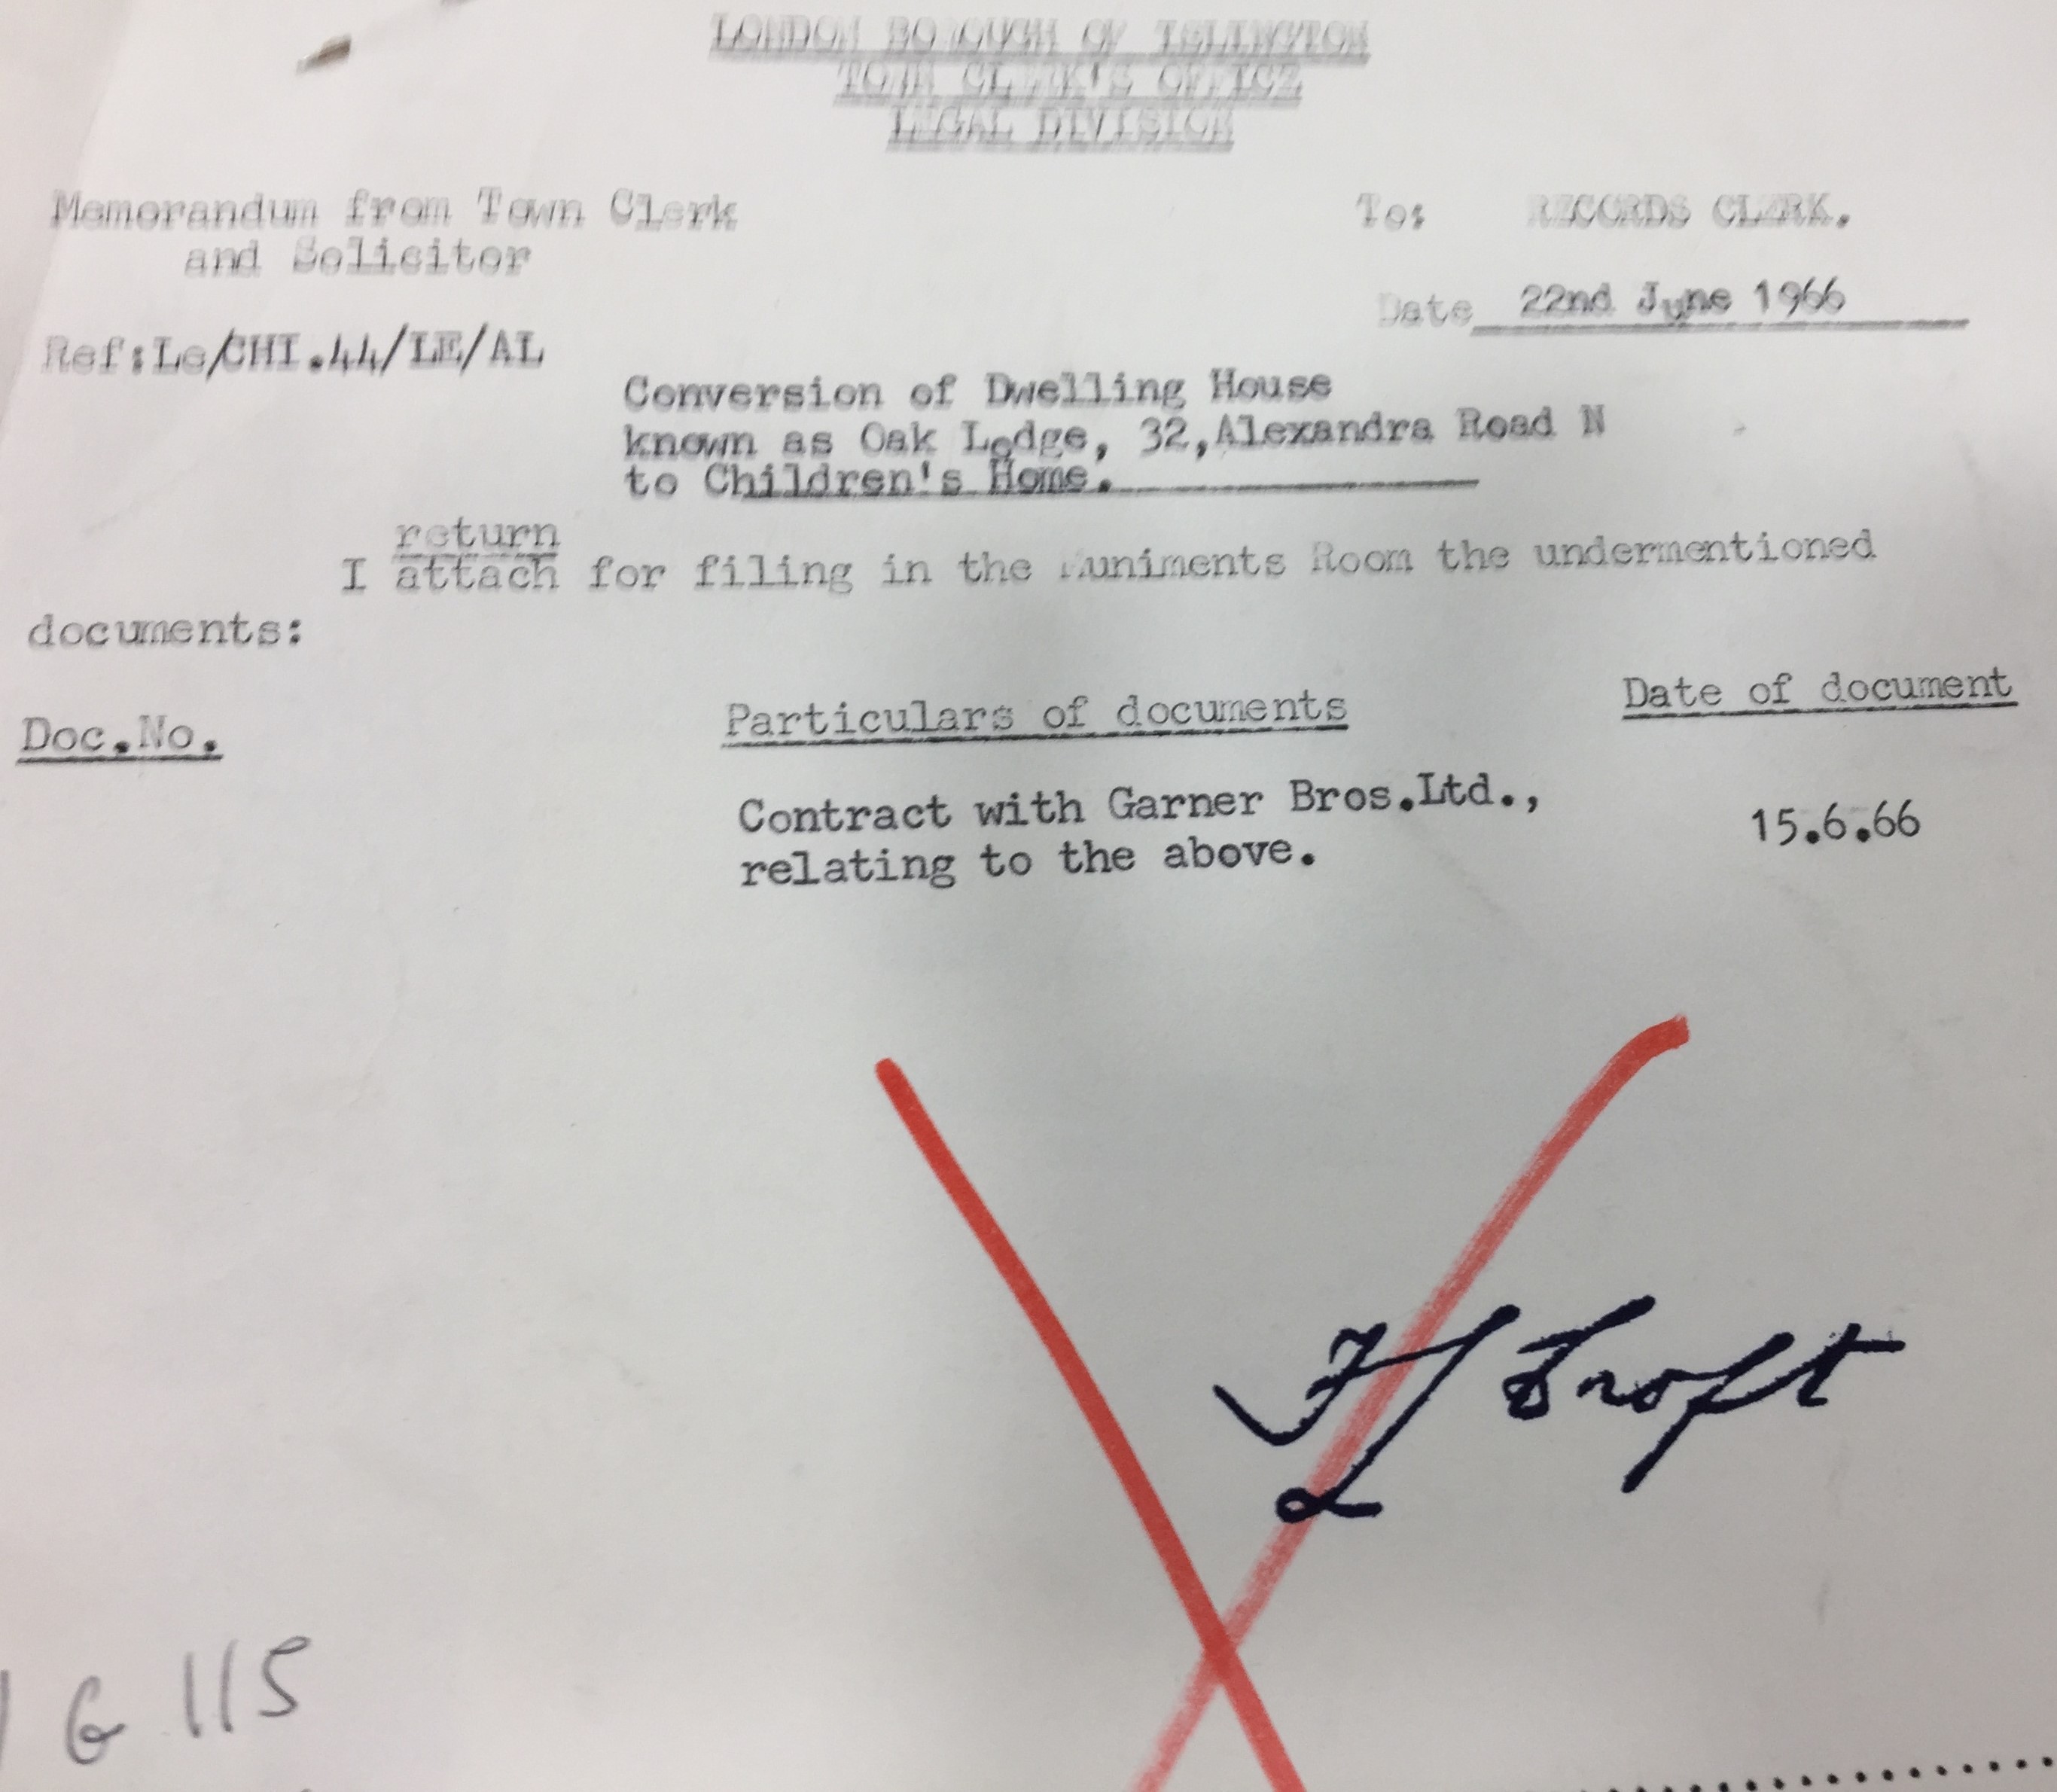 LONDON BOROUGH OF ISLINGTON
TOWN CLERK'S OFFICE
LEGAL DIVISION
Memorandum from Town Clerk
and Solicitor
To: RECORDS CLERK.
Date 22nd June 1966
Ref:Le/CHI.44/LE/AL
Conversion of Dwelling House
known as Oak Lodge, 32,Alexandra Road N
to Children's Home.
return
I attach for filing in the Muniments Room the undermentioned
documents:
Doc.No. Particulars of documents Date of document
Contract with Garner Bros.Ltd., 15.6.66
relating to the above.
G 115